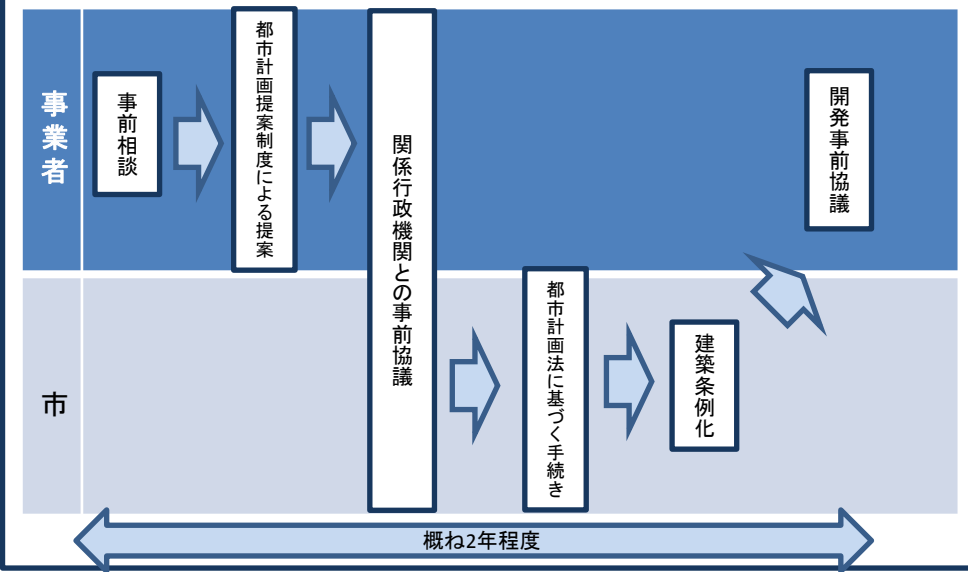 事業者
事前相談
都市計画提案制度による提案
関係行政機関との事前協議
開発事前協議
市
都市計画法に基づく手続き
建築条例化
概ね2年程度